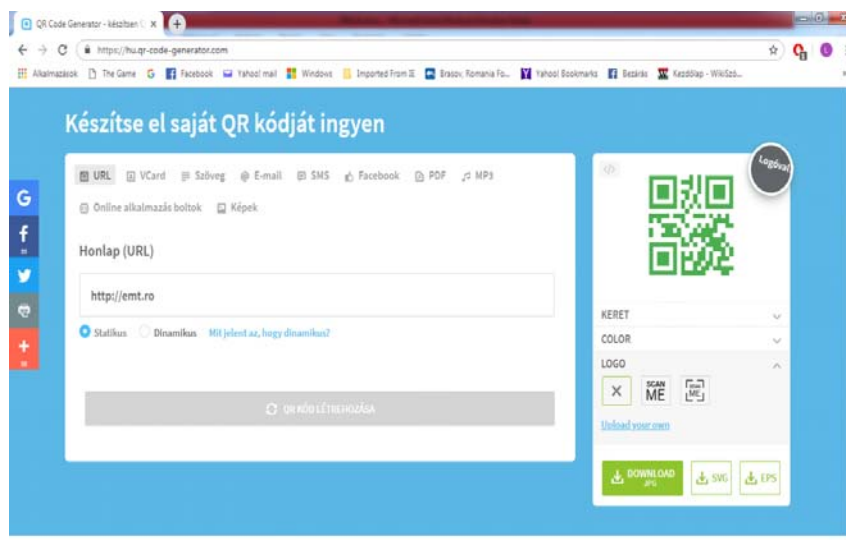 QR Code Generator - készítsen
https://hu.qr-code-generator.com
Alkalmazások The Game Facebook Yahoo! mail Windows Imported From IE Brasov, Romania Fo... Yahoo! Bookmarks Bezárás Kezdőlap - WikiSzó...
Készítse el saját QR kódját ingyen
URL VCard Szöveg @ E-mail SMS Facebook PDF MP3
Online alkalmazás boltok Képek
Honlap (URL)
http://emt.ro
Statikus Dinamikus Mit jelent az, hogy dinamikus?
QR KÓD LÉTREHOZÁSA
Logóval
KERET
COLOR
LOGO
SCAN ME
SCAN ME
Upload your own
DOWNLOAD JPG
SVG
EPS